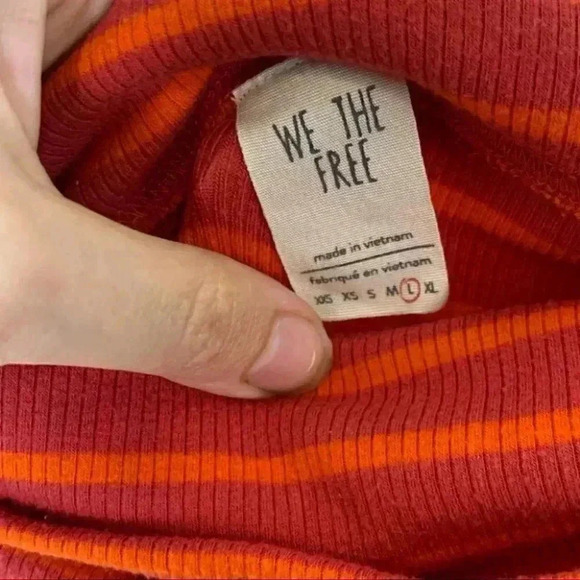 WE THE
FREE
made in vietnam
fabriqué en vietnam
XXS XS S M L XL